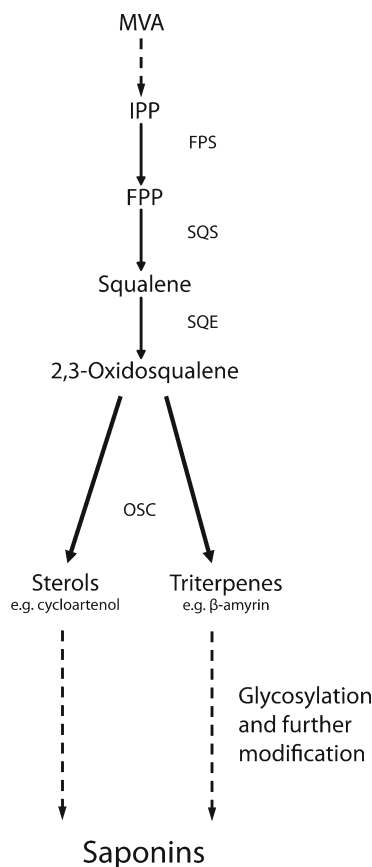 MVA
IPP
FPS
FPP
SQS
Squalene
SQE
2,3-Oxidosqualene
OSC
Sterols
e.g. cycloartenol
Triterpenes
e.g. β-amyrin
Glycosylation
and further
modification
Saponins